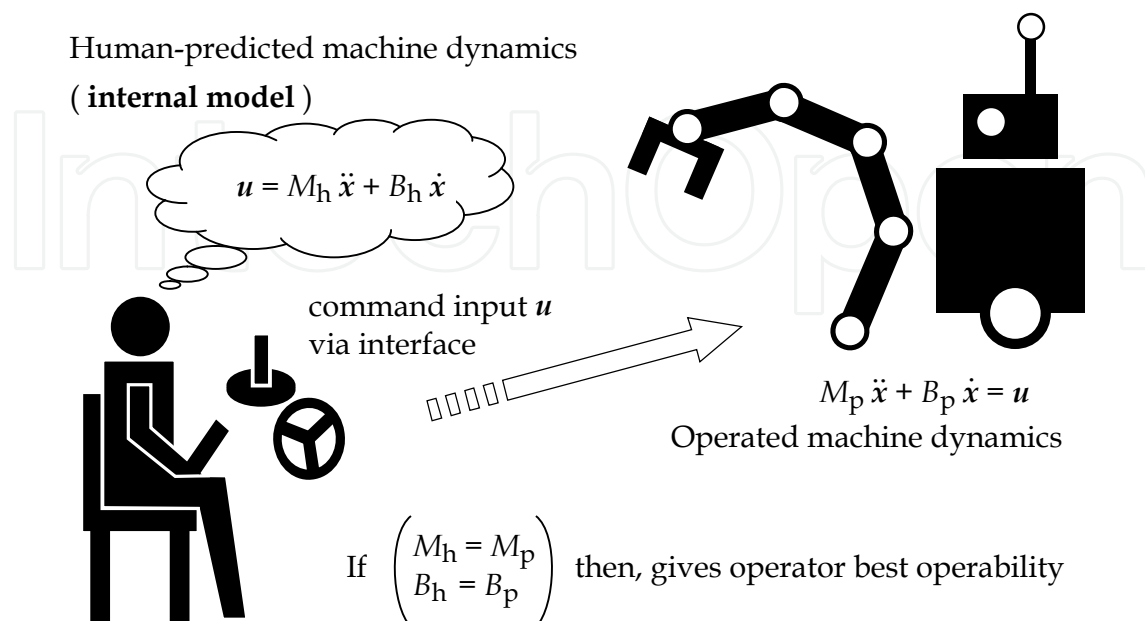 Human-predicted machine dynamics
( internal model )
u = Mₕ ẍ + Bₕ ẋ
command input u
via interface
Mₚ ẍ + Bₚ ẋ = u
Operated machine dynamics
If ( Mₕ = Mₚ
Bₕ = Bₚ ) then, gives operator best operability
IntechOpen